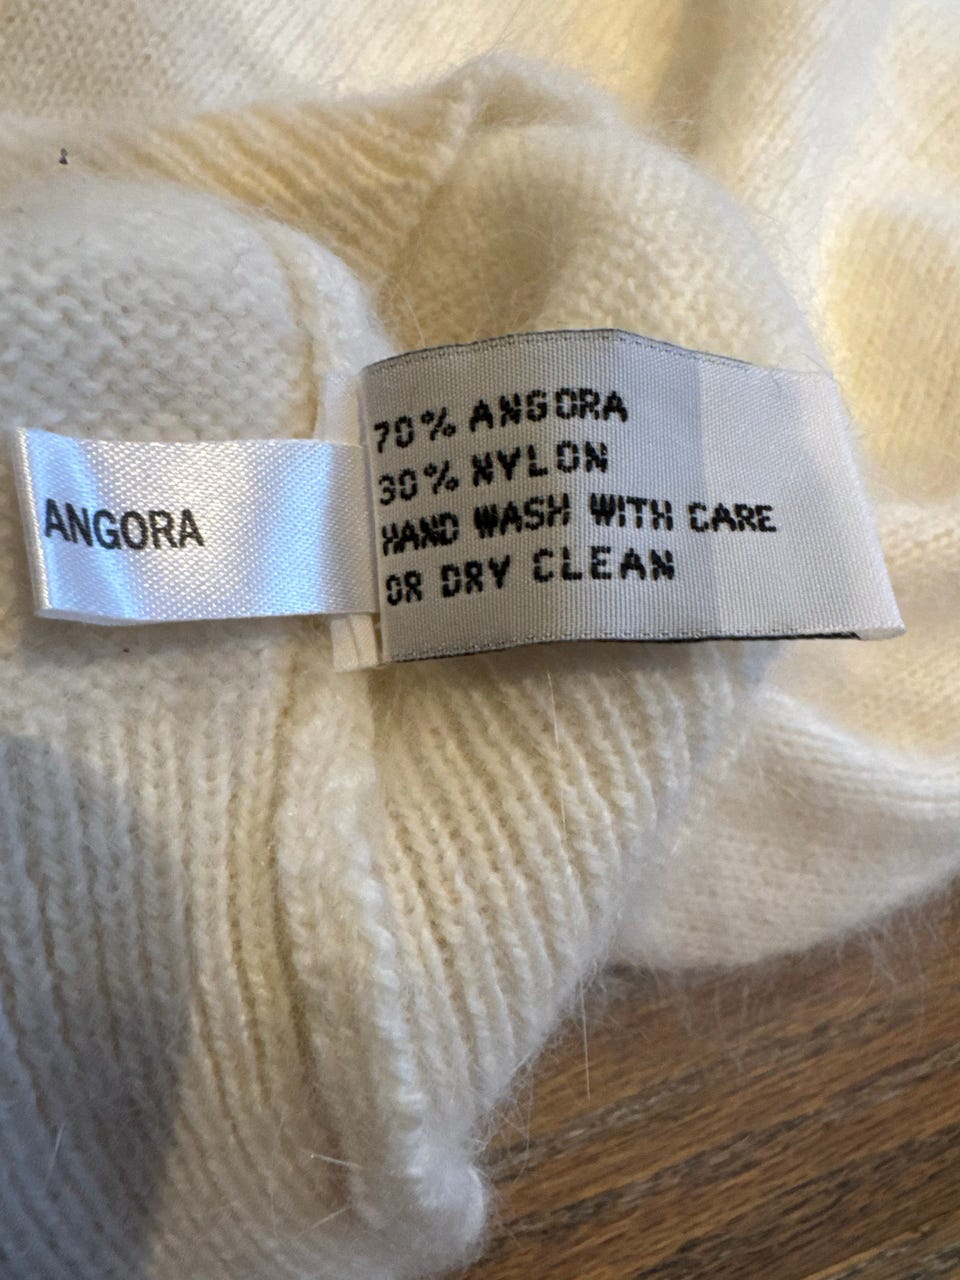 ANGORA
70% ANGORA
30% NYLON
HAND WASH WITH CARE
OR DRY CLEAN